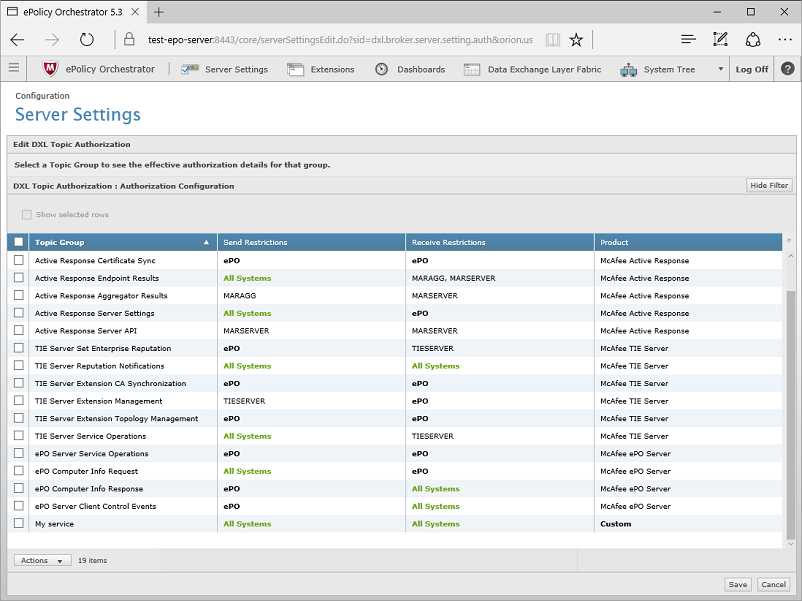 ePolicy Orchestrator 5.3.
test-epo-server:8443/core/serverSettingsEdit.do?sid=dxl.broker.server.setting.auth&orion.us
ePolicy Orchestrator Server Settings Extensions Dashboards Data Exchange Layer Fabric System Tree Log Off ?
Configuration
Server Settings
Edit DXL Topic Authorization
Select a Topic Group to see the effective authorization details for that group.
DXL Topic Authorization : Authorization Configuration Hide Filter
Show selected rows
Topic Group Send Restrictions Receive Restrictions Product
Active Response Certificate Sync ePO ePO McAfee Active Response
Active Response Endpoint Results All Systems MARAGG, MARSERVER McAfee Active Response
Active Response Aggregator Results MARAGG MARSERVER McAfee Active Response
Active Response Server Settings All Systems ePO McAfee Active Response
Active Response Server API MARSERVER MARSERVER McAfee Active Response
TIE Server Set Enterprise Reputation ePO TIESERVER McAfee TIE Server
TIE Server Reputation Notifications All Systems All Systems McAfee TIE Server
TIE Server Extension CA Synchronization ePO ePO McAfee TIE Server
TIE Server Extension Management TIESERVER ePO McAfee TIE Server
TIE Server Extension Topology Management ePO ePO McAfee TIE Server
TIE Server Service Operations All Systems TIESERVER McAfee TIE Server
ePO Server Service Operations ePO ePO McAfee ePO Server
ePO Computer Info Request All Systems ePO McAfee ePO Server
ePO Computer Info Response ePO All Systems McAfee ePO Server
ePO Server Client Control Events ePO All Systems McAfee ePO Server
My service All Systems All Systems Custom
Actions 19 items
Save Cancel